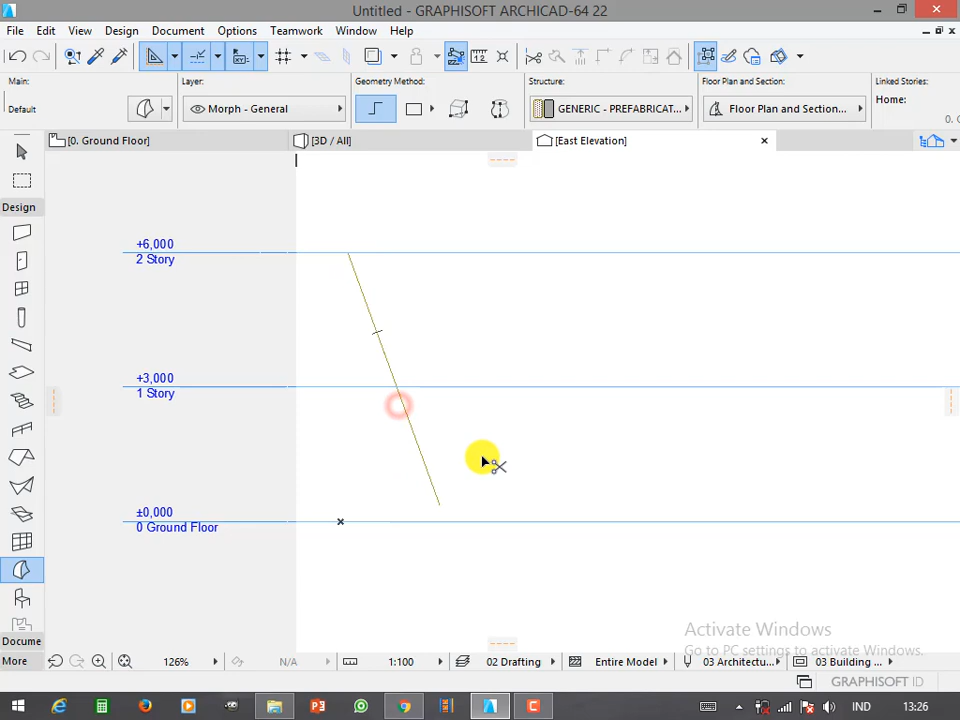 Untitled - GRAPHISOFT ARCHICAD-64 22
File Edit View Design Document Options Teamwork Window Help
Main: Layer: Geometry Method: Structure: Floor Plan and Section: Linked Stories:
Default Morph - General GENERIC - PREFABRICAT... Floor Plan and Section... Home:
0. G
[0. Ground Floor] [3D / All] [East Elevation]
Design
+6,000
2 Story
+3,000
1 Story
±0,000
0 Ground Floor
Activate Windows
Go to PC settings to activate Windows.
Docume
More 126% N/A 1:100 02 Drafting Entire Model 03 Architectu... 03 Building ...
GRAPHISOFT ID
IND 13:26